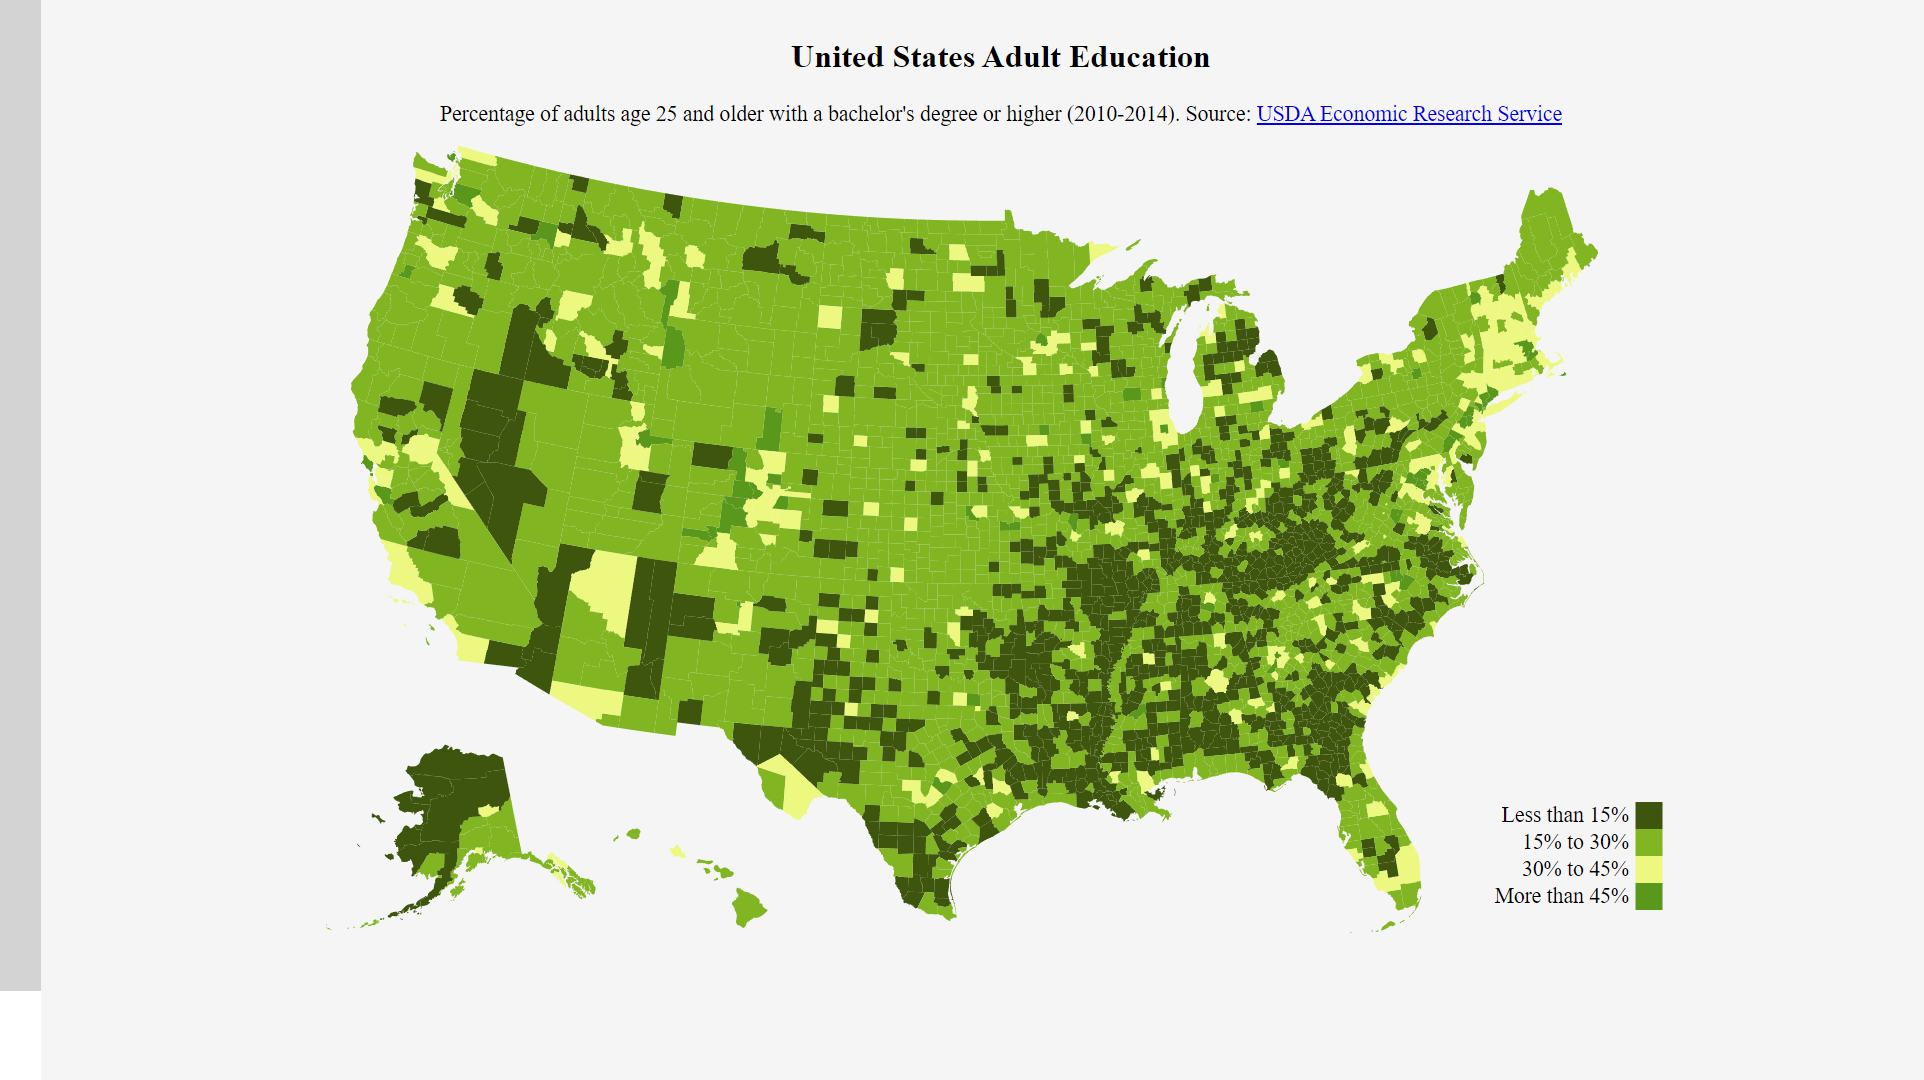 United States Adult Education
Percentage of adults age 25 and older with a bachelor's degree or higher (2010-2014). Source: USDA Economic Research Service
Less than 15%
15% to 30%
30% to 45%
More than 45%